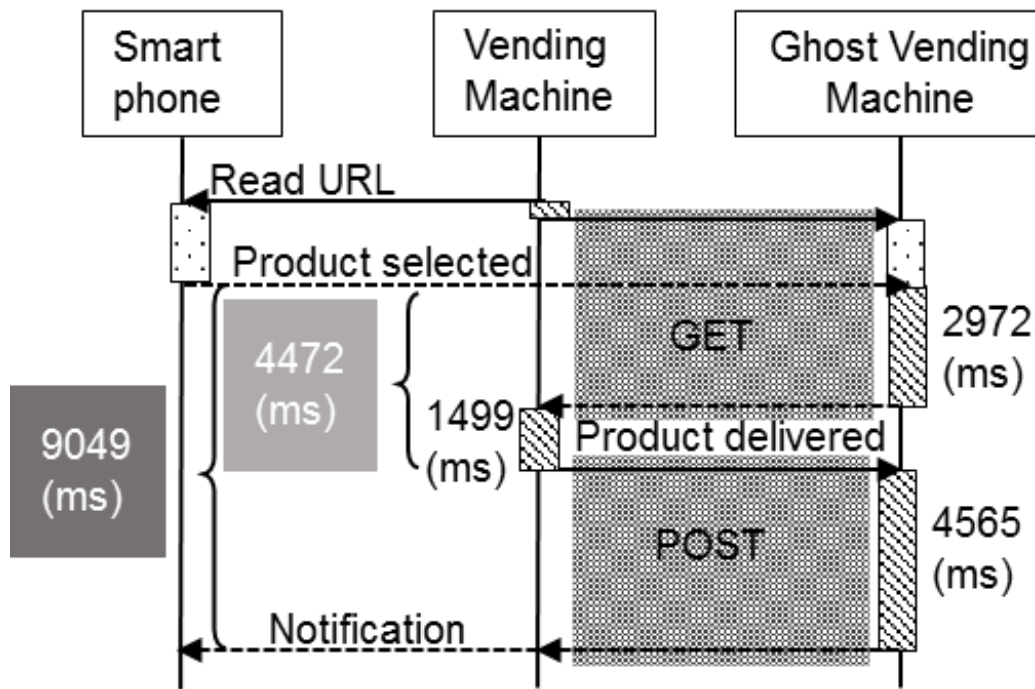 Smart
phone
Vending
Machine
Ghost Vending
Machine
Read URL
Product selected
GET
2972
(ms)
4472
(ms)
1499
(ms)
Product delivered
9049
(ms)
POST
4565
(ms)
Notification